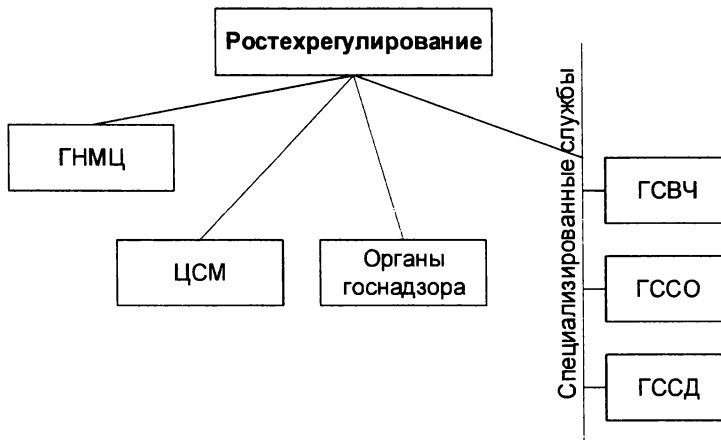 Ростехрегулирование
ГНМЦ
ЦСМ
Органы
госнадзора
Специализированные службы
ГСВЧ
ГССО
ГССД